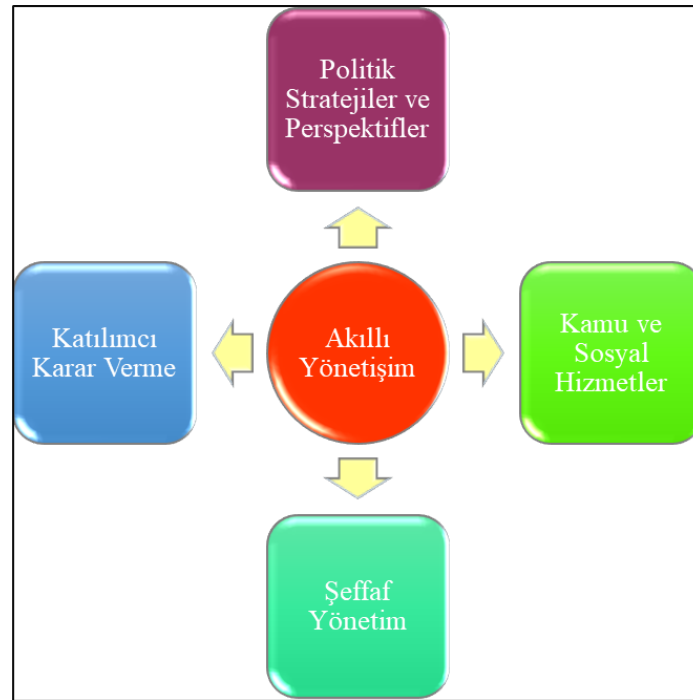 Politik
Stratejiler ve
Perspektifler
Katılımcı
Karar Verme
Akıllı
Yönetişim
Kamu ve
Sosyal
Hizmetler
Şeffaf
Yönetim